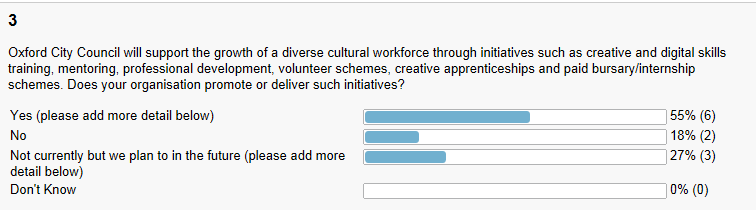 3
Oxford City Council will support the growth of a diverse cultural workforce through initiatives such as creative and digital skills
training, mentoring, professional development, volunteer schemes, creative apprenticeships and paid bursary/internship
schemes. Does your organisation promote or deliver such initiatives?
Yes (please add more detail below) 55% (6)
No 18% (2)
Not currently but we plan to in the future (please add more 27% (3)
detail below)
Don't Know 0% (0)